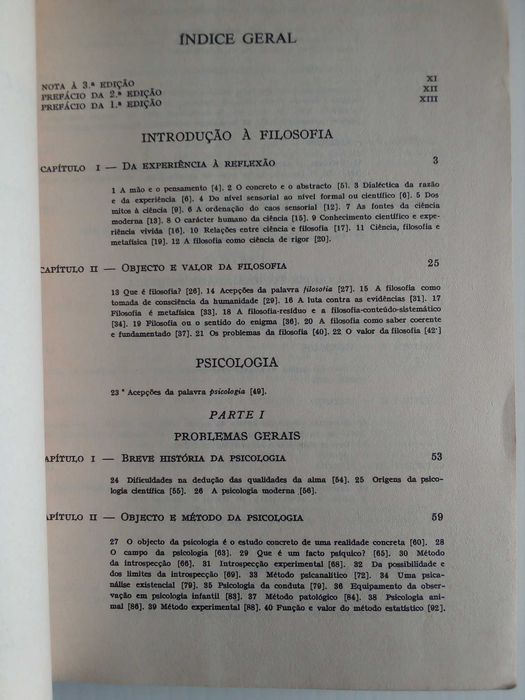 ÍNDICE GERAL
NOTA À 3.ª EDIÇÃO XI
PREFÁCIO DA 2.ª EDIÇÃO XII
PREFÁCIO DA 1.ª EDIÇÃO XIII
INTRODUÇÃO À FILOSOFIA
CAPÍTULO I — DA EXPERIÊNCIA À REFLEXÃO 3
1 A mão e o pensamento [4]. 2 O concreto e o abstracto [5]. 3 Dialéctica da razão
e da experiência [6]. 4 Do nível sensorial ao nível formal ou científico [6]. 5 Dos
mitos à ciência [9]. 6 A ordenação do caos sensorial [12]. 7 As fontes da ciência
moderna [13]. 8 O carácter humano da ciência [15]. 9 Conhecimento científico e expe-
riência vivida [16]. 10 Relações entre ciência e filosofia [17]. 11 Ciência, filosofia e
metafísica [19]. 12 A filosofia como ciência de rigor [20].
CAPÍTULO II — OBJECTO E VALOR DA FILOSOFIA 25
13 Que é filosofia? [26]. 14 Acepções da palavra filosofia [27]. 15 A filosofia como
tomada de consciência da humanidade [29]. 16 A luta contra as evidências [31]. 17
Filosofia é metafísica [33]. 18 A filosofia-resíduo e a filosofia-conteúdo-sistemático
[34]. 19 Filosofia ou o sentido do enigma [36]. 20 A filosofia como saber coerente
e fundamentado [37]. 21 Os problemas da filosofia [40]. 22 O valor da filosofia [42]
PSICOLOGIA
23 * Acepções da palavra psicologia [49].
PARTE I
PROBLEMAS GERAIS
CAPÍTULO I — BREVE HISTÓRIA DA PSICOLOGIA 53
24 Dificuldades na dedução das qualidades da alma [54]. 25 Origens da psico-
logia científica [55]. 26 A psicologia moderna [56].
CAPÍTULO II — OBJECTO E MÉTODO DA PSICOLOGIA 59
27 O objecto da psicologia é o estudo concreto de uma realidade concreta [60]. 28
O campo da psicologia [63]. 29 Que é um facto psíquico? [65]. 30 Método
da introspecção [66]. 31 Introspecção experimental [68]. 32 Da possibilidade e
dos limites da introspecção [69]. 33 Método psicanalítico [72]. 34 Uma psica-
nálise existencial [79]. 35 Psicologia da conduta [79]. 36 Equipamento da obser-
vação em psicologia infantil [83]. 37 Método patológico [84]. 38 Psicologia ani-
mal [86]. 39 Método experimental [88]. 40 Função e valor do método estatístico [92].